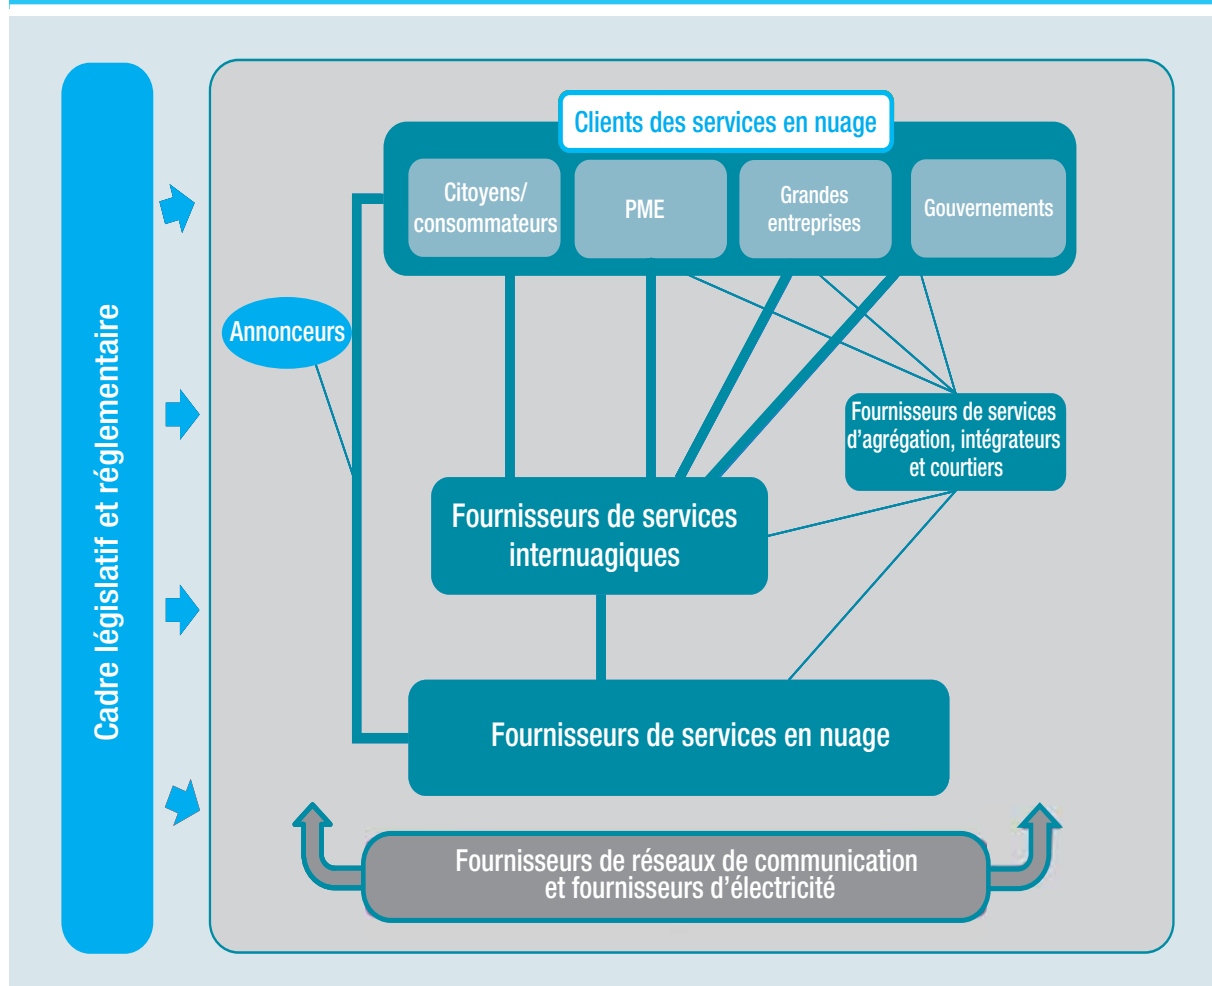 Cadre législatif et réglementaire
Clients des services en nuage
Citoyens/
consommateurs
PME
Grandes
entreprises
Gouvernements
Annonceurs
Fournisseurs de services
d'agrégation, intégrateurs
et courtiers
Fournisseurs de services
internuagiques
Fournisseurs de services en nuage
Fournisseurs de réseaux de communication
et fournisseurs d'électricité